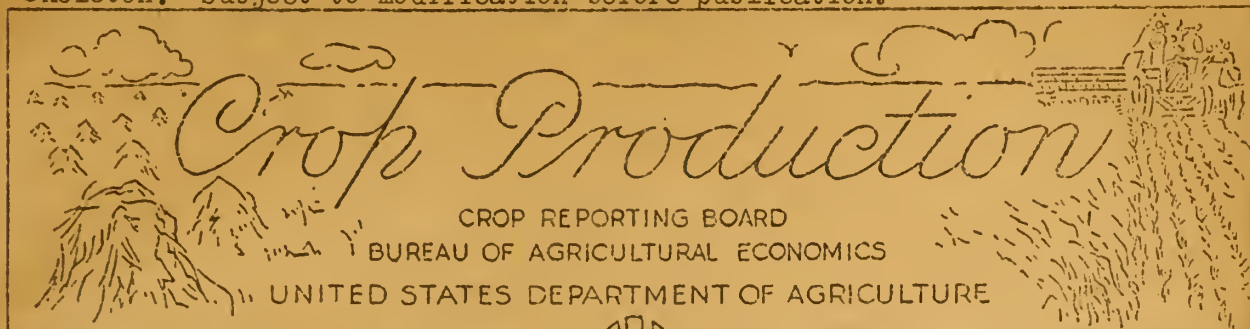 Subject to modification before publication.
Crop Production
CROP REPORTING BOARD
BUREAU OF AGRICULTURAL ECONOMICS
UNITED STATES DEPARTMENT OF AGRICULTURE